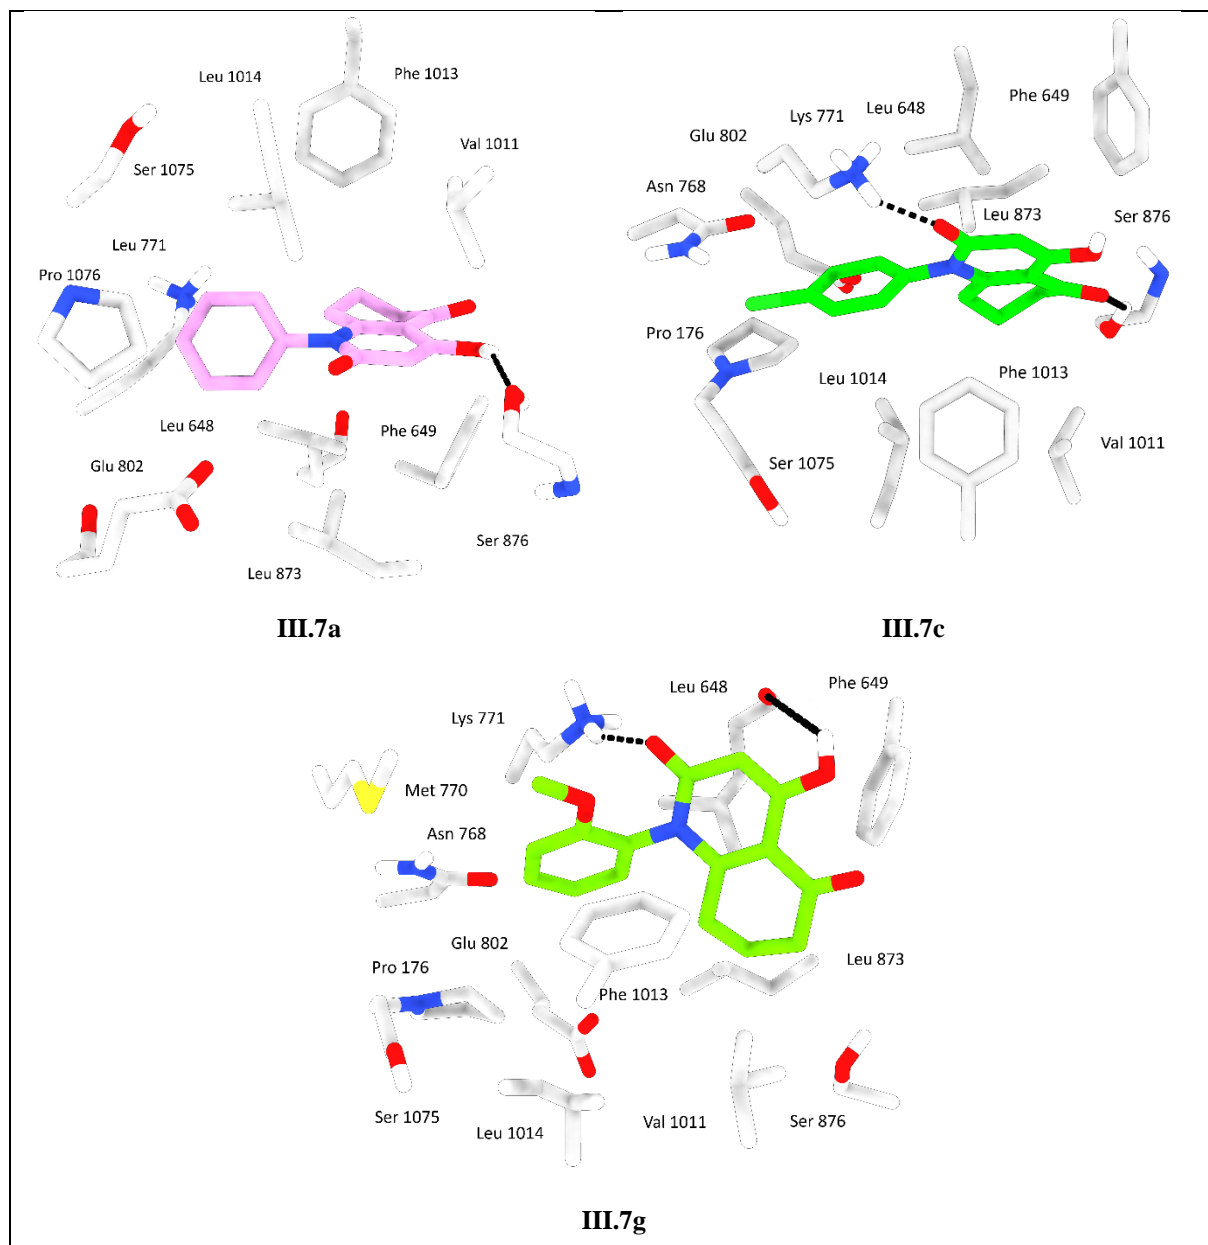 Leu 1014
Phe 1013
Ser 1075
Val 1011
Leu 771
Pro 1076
Leu 648
Phe 649
Glu 802
Ser 876
Leu 873
III.7a
Phe 649
Leu 648
Lys 771
Glu 802
Asn 768
Leu 873
Ser 876
Pro 176
Leu 1014
Phe 1013
Val 1011
Ser 1075
III.7c
Leu 648
Phe 649
Lys 771
Met 770
Asn 768
Glu 802
Leu 873
Pro 176
Phe 1013
Ser 1075
Leu 1014
Val 1011
Ser 876
III.7g